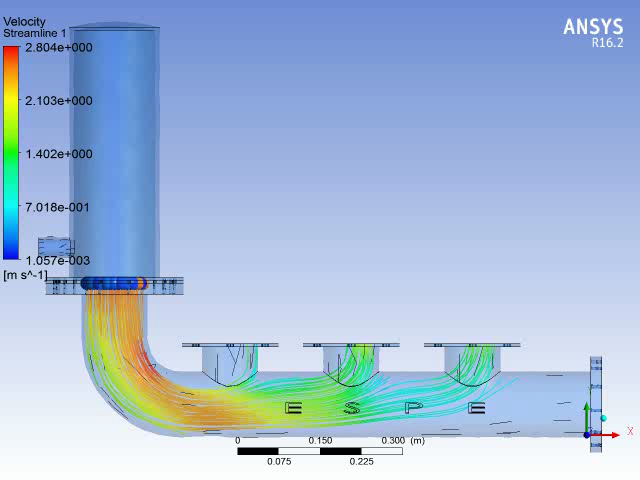 Velocity
Streamline 1
2.804e+000
2.103e+000
1.402e+000
7.018e-001
1.057e-003
[m s^-1]
ANSYS
R16.2
E S P E
0 0.150 0.300 (m)
0.075 0.225
X